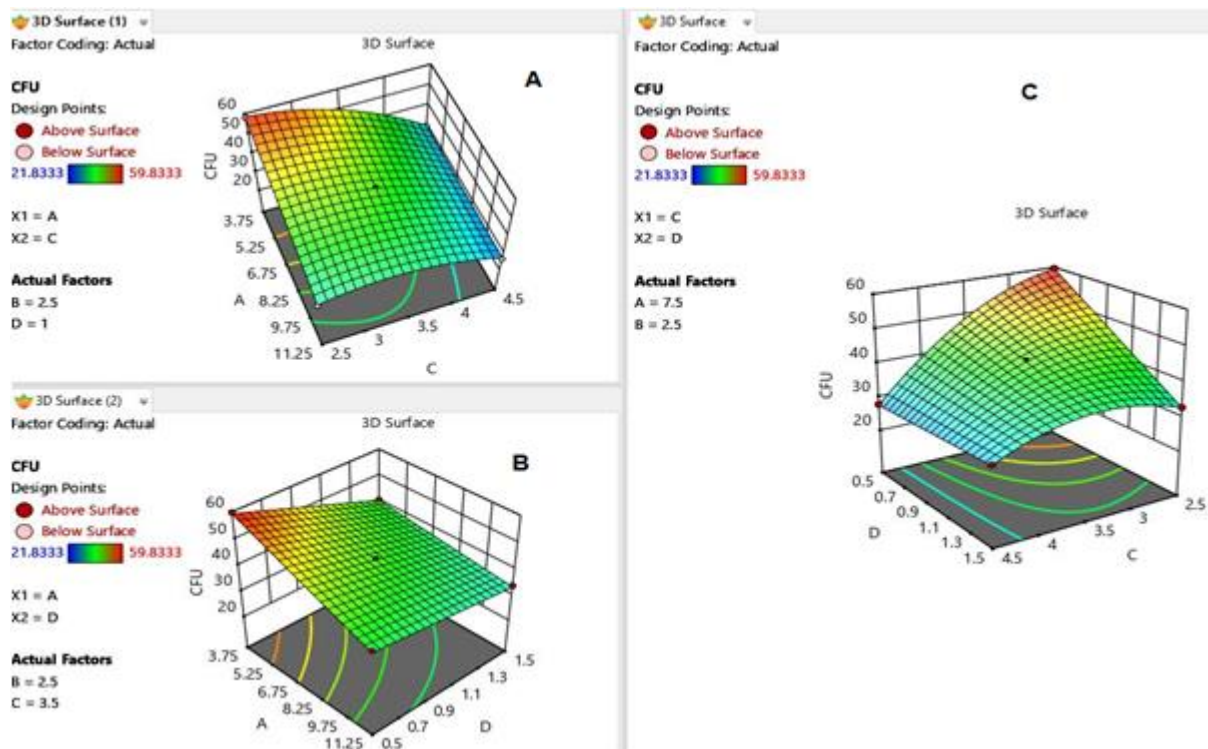 3D Surface (1)
Factor Coding: Actual
3D Surface
A
CFU
Design Points:
Above Surface
Below Surface
21.8333 59.8333
X1 = A
X2 = C
Actual Factors
B = 2.5
D = 1
60
50
40
30
20
CFU
3.75
5.25
6.75
8.25
9.75
11.25
A
2.5
3
3.5
4
4.5
C
3D Surface (2)
Factor Coding: Actual
3D Surface
B
CFU
Design Points:
Above Surface
Below Surface
21.8333 59.8333
X1 = A
X2 = D
Actual Factors
B = 2.5
C = 3.5
60
50
40
30
20
CFU
3.75
5.25
6.75
8.25
9.75
11.25
A
0.5
0.7
0.9
1.1
1.3
1.5
D
3D Surface
Factor Coding: Actual
C
CFU
Design Points:
Above Surface
Below Surface
21.8333 59.8333
X1 = C
X2 = D
3D Surface
Actual Factors
A = 7.5
B = 2.5
60
50
40
30
20
CFU
0.5
0.7
0.9
1.1
1.3
1.5
D
4.5
4
3.5
3
2.5
C